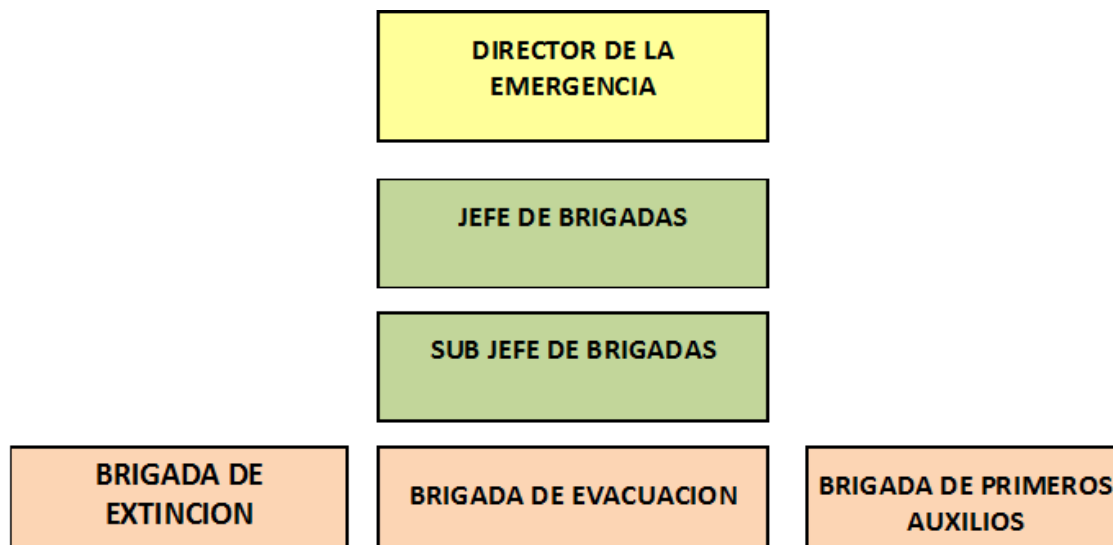 DIRECTOR DE LA
EMERGENCIA
JEFE DE BRIGADAS
SUB JEFE DE BRIGADAS
BRIGADA DE
EXTINCION
BRIGADA DE EVACUACION
BRIGADA DE PRIMEROS
AUXILIOS